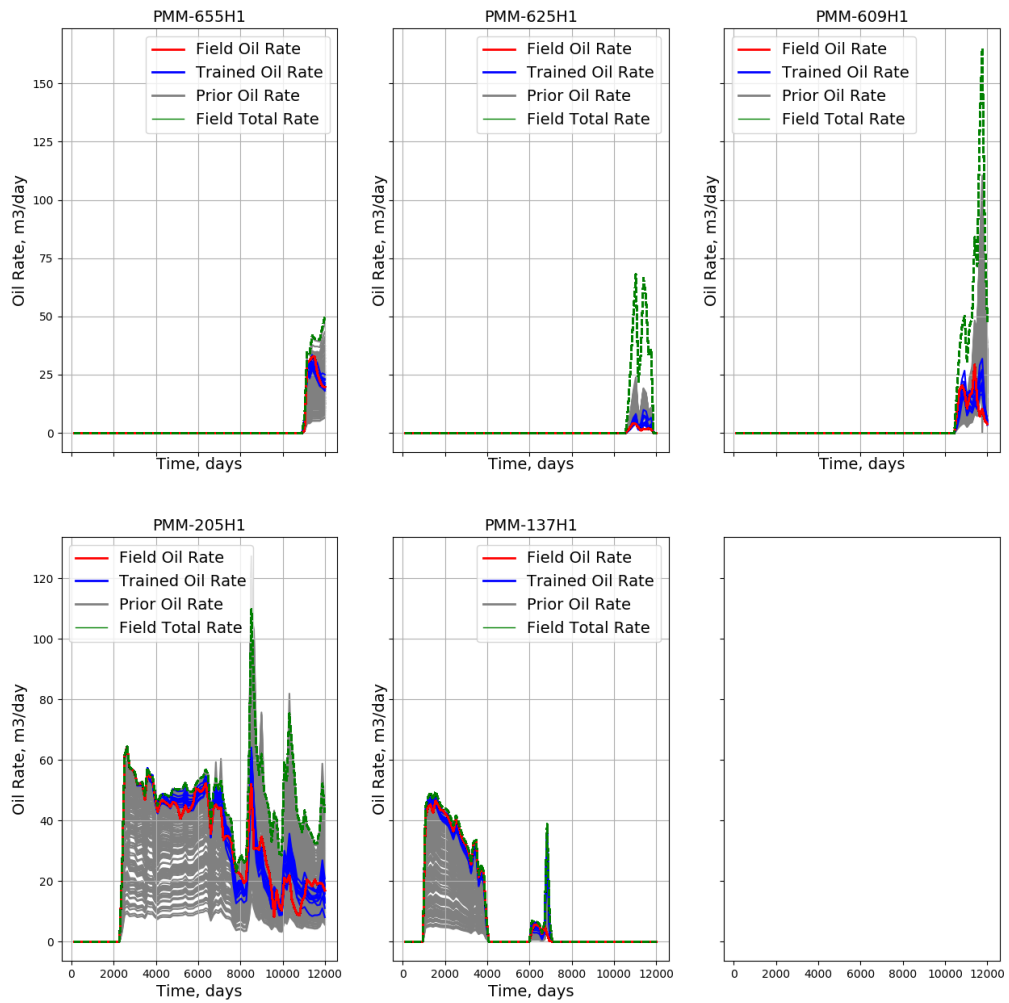 PMM-655H1
PMM-625H1
PMM-609H1
Field Oil Rate
Trained Oil Rate
Prior Oil Rate
Field Total Rate
Field Oil Rate
Trained Oil Rate
Prior Oil Rate
Field Total Rate
Field Oil Rate
Trained Oil Rate
Prior Oil Rate
Field Total Rate
150
125
100
75
50
25
0
Oil Rate, m3/day
Oil Rate, m3/day
Oil Rate, m3/day
Time, days
Time, days
Time, days
PMM-205H1
PMM-137H1
Field Oil Rate
Trained Oil Rate
Prior Oil Rate
Field Total Rate
Field Oil Rate
Trained Oil Rate
Prior Oil Rate
Field Total Rate
120
100
80
60
40
20
0
Oil Rate, m3/day
Oil Rate, m3/day
0 2000 4000 6000 8000 10000 12000
0 2000 4000 6000 8000 10000 12000
0 2000 4000 6000 8000 10000 12000
Time, days
Time, days